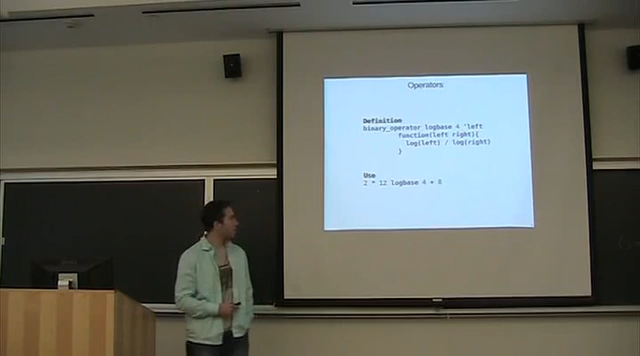 Operators
Definition
binary_operator logbase 4 'left
function(left right){
log(left) / log(right)
}
Use
2 * 12 logbase 4 + 8